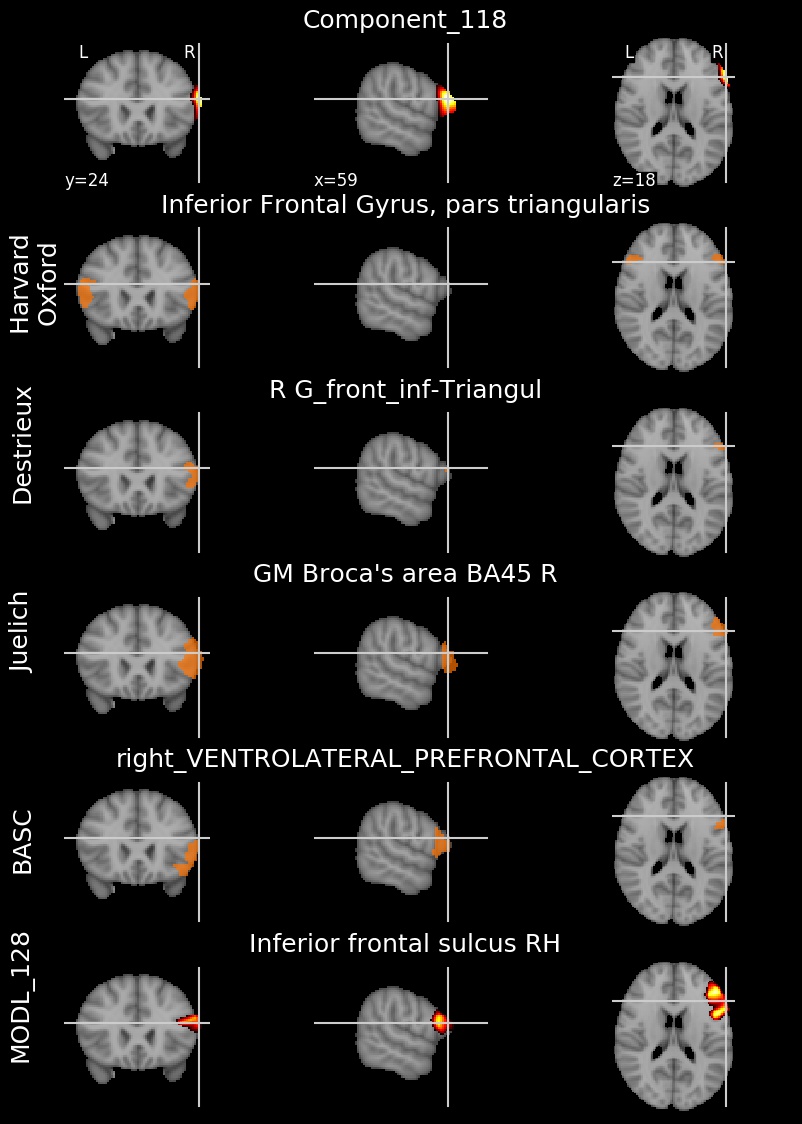 Component_118
L R L R
y=24 x=59 z=18
Inferior Frontal Gyrus, pars triangularis
Harvard
Oxford
R G_front_inf-Triangul
Destrieux
GM Broca's area BA45 R
Juelich
right_VENTROLATERAL_PREFRONTAL_CORTEX
BASC
Inferior frontal sulcus RH
MODL_128